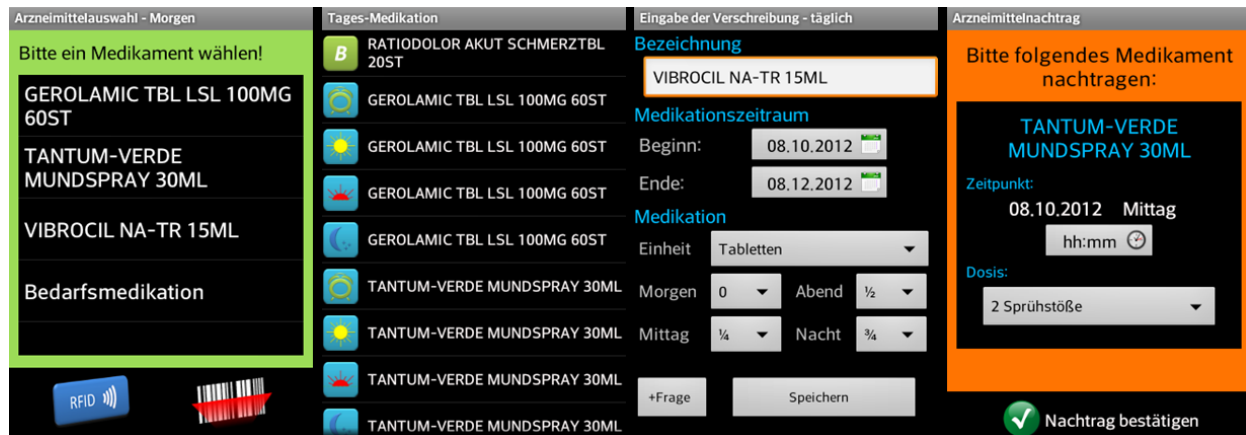 Arzneimittelauswahl - Morgen
Bitte ein Medikament wählen!
GEROLAMIC TBL LSL 100MG
60ST
TANTUM-VERDE
MUNDSPRAY 30ML
VIBROCIL NA-TR 15ML
Bedarfsmedikation
RFID
Tages-Medikation
B
RATIODOLOR AKUT SCHMERZTBL
20ST
GEROLAMIC TBL LSL 100MG 60ST
GEROLAMIC TBL LSL 100MG 60ST
GEROLAMIC TBL LSL 100MG 60ST
GEROLAMIC TBL LSL 100MG 60ST
TANTUM-VERDE MUNDSPRAY 30ML
TANTUM-VERDE MUNDSPRAY 30ML
TANTUM-VERDE MUNDSPRAY 30ML
TANTUM-VERDE MUNDSPRAY 30ML
Eingabe der Verschreibung - täglich
Bezeichnung
VIBROCIL NA-TR 15ML
Medikationszeitraum
Beginn: 08.10.2012
Ende: 08.12.2012
Medikation
Einheit Tabletten
Morgen 0 Abend ½
Mittag ¼ Nacht ¾
+Frage Speichern
Arzneimittelnachtrag
Bitte folgendes Medikament
nachtragen:
TANTUM-VERDE
MUNDSPRAY 30ML
Zeitpunkt:
08.10.2012 Mittag
hh:mm
Dosis:
2 Sprühstöße
Nachtrag bestätigen